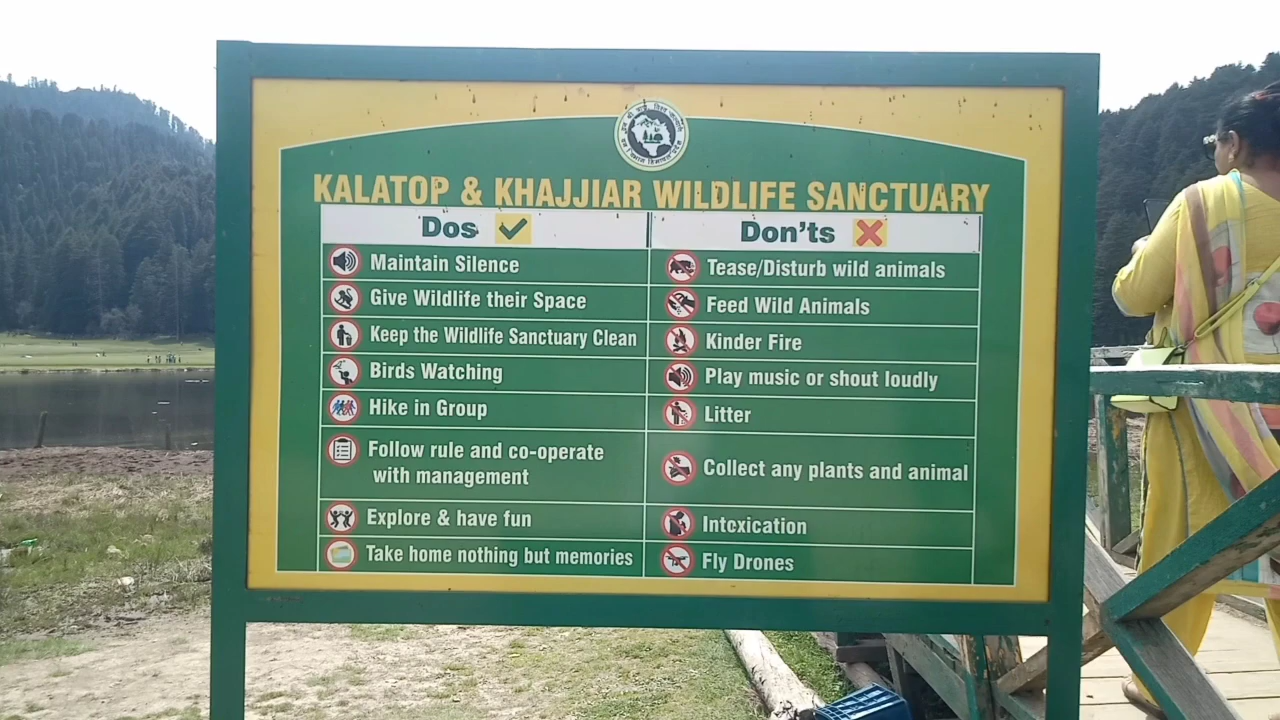 KALATOP & KHAJJIAR WILDLIFE SANCTUARY
Dos
Don'ts
Maintain Silence
Tease/Disturb wild animals
Give Wildlife their Space
Feed Wild Animals
Keep the Wildlife Sanctuary Clean
Kinder Fire
Birds Watching
Play music or shout loudly
Hike in Group
Litter
Follow rule and co-operate
with management
Collect any plants and animal
Explore & have fun
Intoxication
Take home nothing but memories
Fly Drones